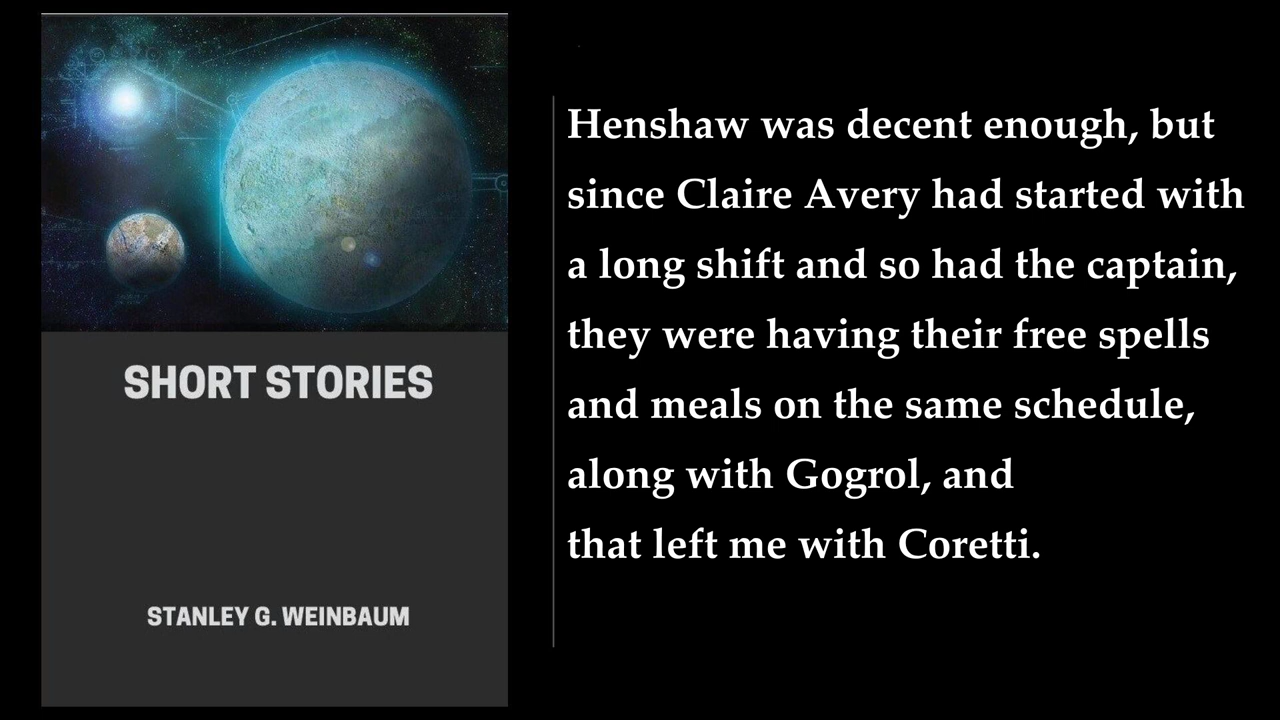 SHORT STORIES
STANLEY G. WEINBAUM
Henshaw was decent enough, but
since Claire Avery had started with
a long shift and so had the captain,
they were having their free spells
and meals on the same schedule,
along with Gogrol, and
that left me with Coretti.